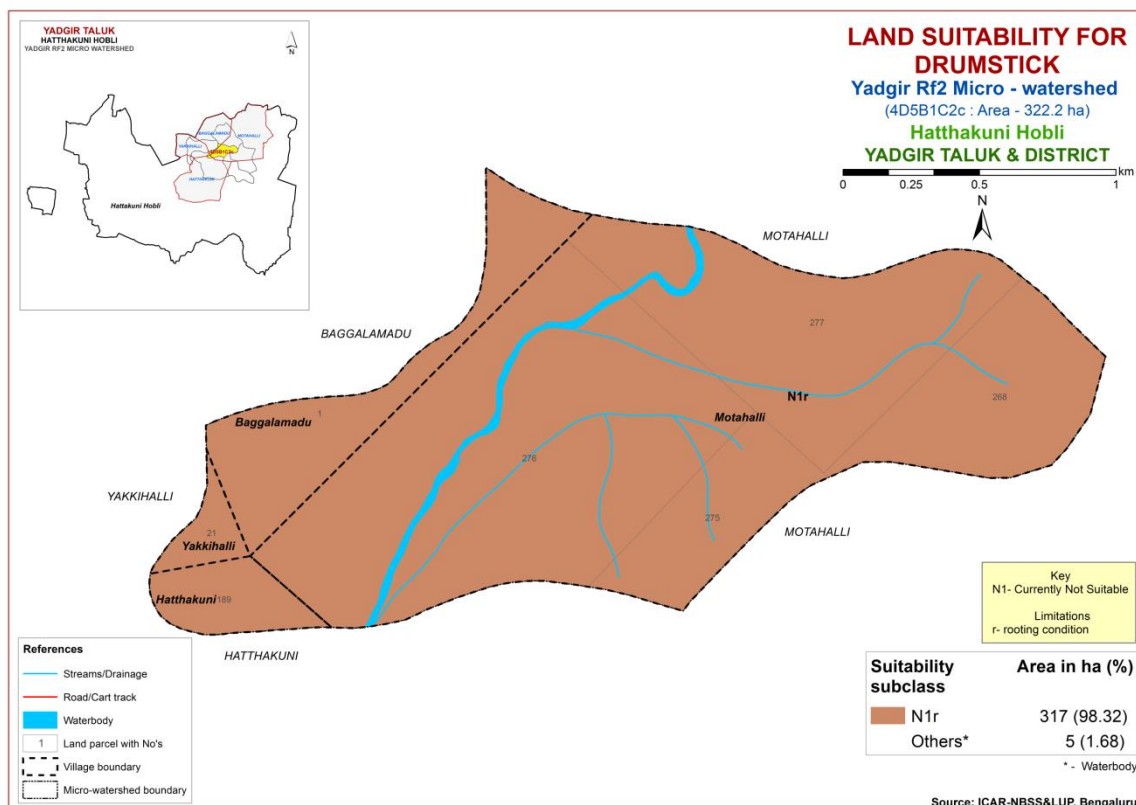 YADGIR TALUK
HATTHAKUNI HOBLI
YADGIR RF2 MICRO WATERSHED
N
BAGGALAMADU
MOTAHALLI
HATTHAKUNI
Hattakuni Hobli
LAND SUITABILITY FOR
DRUMSTICK
Yadgir Rf2 Micro - watershed
(4D5B1C2c : Area - 322.2 ha)
Hatthakuni Hobli
YADGIR TALUK & DISTRICT
km
0 0.25 0.5 1
N
MOTAHALLI
277
BAGGALAMADU
N1r
268
1
Baggalamadu
Motahalli
276
YAKKIHALLI
275
21
MOTAHALLI
Yakkihalli
Hatthakuni 189
HATTHAKUNI
Key
N1- Currently Not Suitable
Limitations
r- rooting condition
References
Streams/Drainage
Road/Cart track
Waterbody
1 Land parcel with No's
Village boundary
Micro-watershed boundary
Suitability subclass Area in ha (%)
N1r 317 (98.32)
Others* 5 (1.68)
* - Waterbody
Source: ICAR-NBSS&LUP, Bengaluru